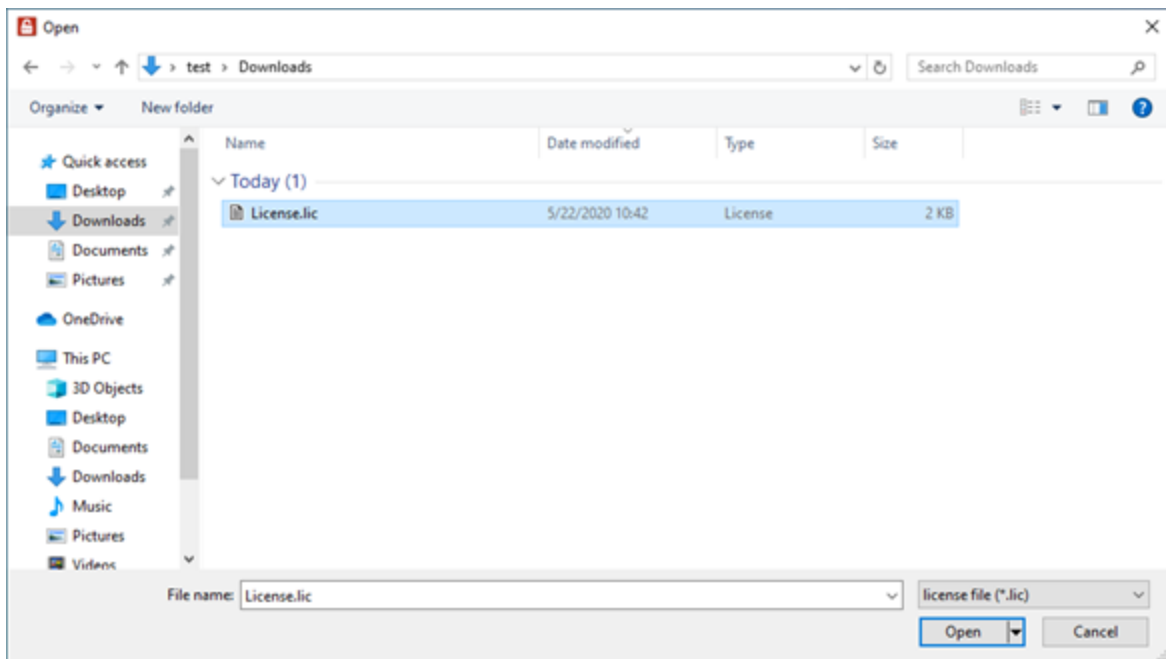 Open
test > Downloads
Search Downloads
Organize
New folder
Name
Date modified
Type
Size
Today (1)
License.lic
5/22/2020 10:42
License
2 KB
Quick access
Desktop
Downloads
Documents
Pictures
OneDrive
This PC
3D Objects
Desktop
Documents
Downloads
Music
Pictures
Videos
File name:
License.lic
license file (*.lic)
Open
Cancel